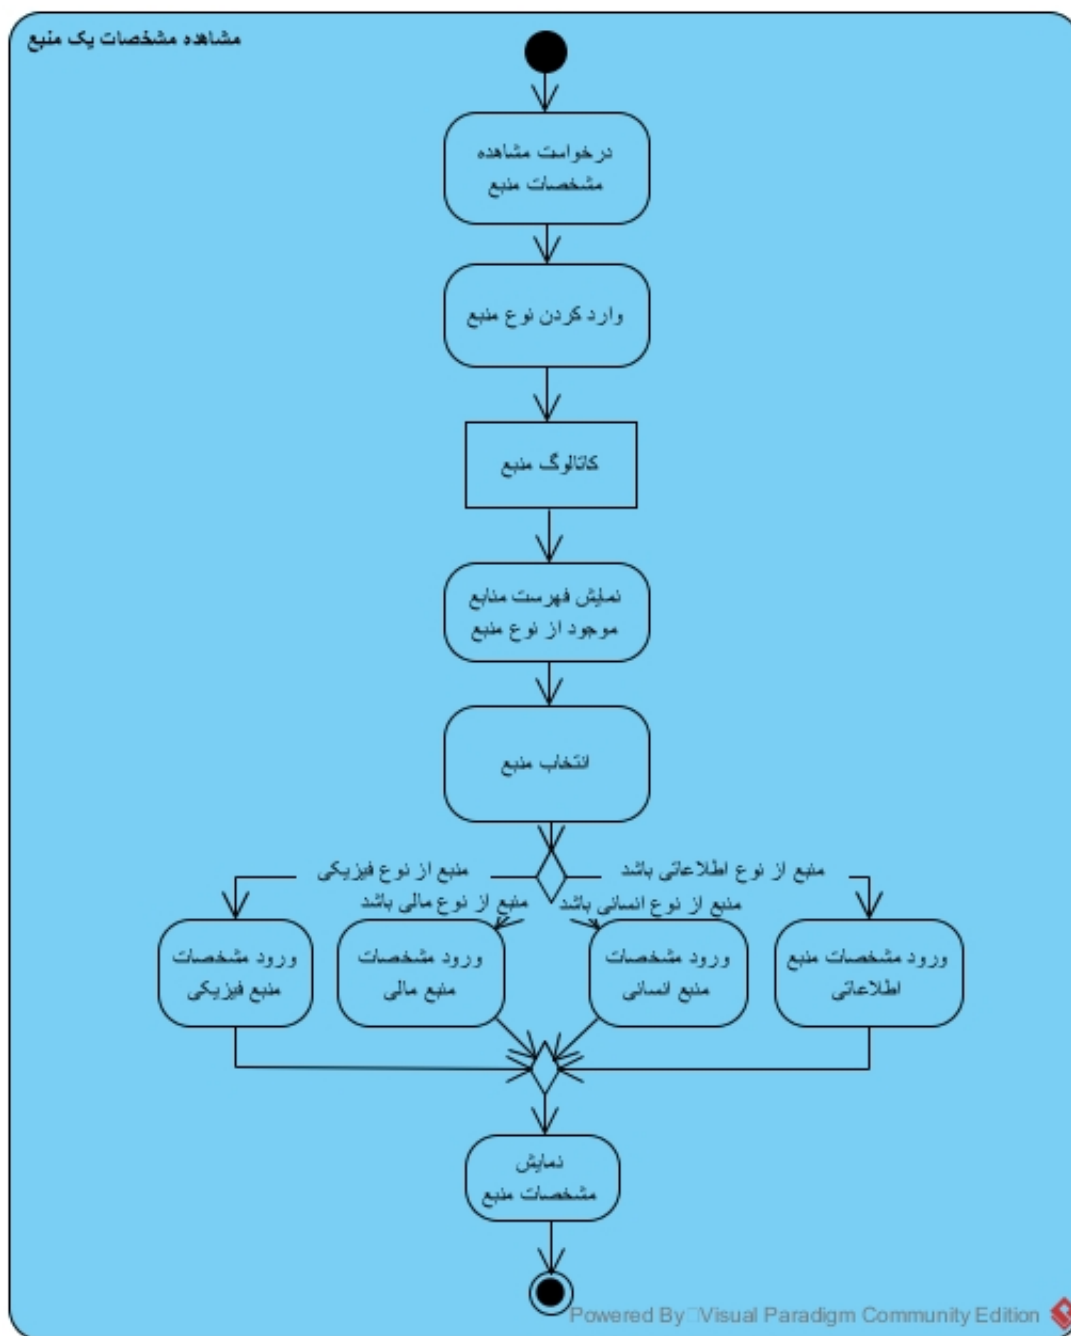 مشاهده مشخصات یک منبع
درخواست مشاهده
مشخصات منبع
وارد کردن نوع منبع
کاتالوگ منبع
نمایش فهرست منابع
موجود از نوع منبع
انتخاب منبع
منبع از نوع اطلاعاتی باشد
منبع از نوع فیزیکی
منبع از نوع انسانی باشد
منبع از نوع مالی باشد
ورود مشخصات منبع
اطلاعاتی
ورود مشخصات
منبع انسانی
ورود مشخصات
منبع مالی
ورود مشخصات
منبع فیزیکی
نمایش
مشخصات منبع
Powered By Visual Paradigm Community Edition